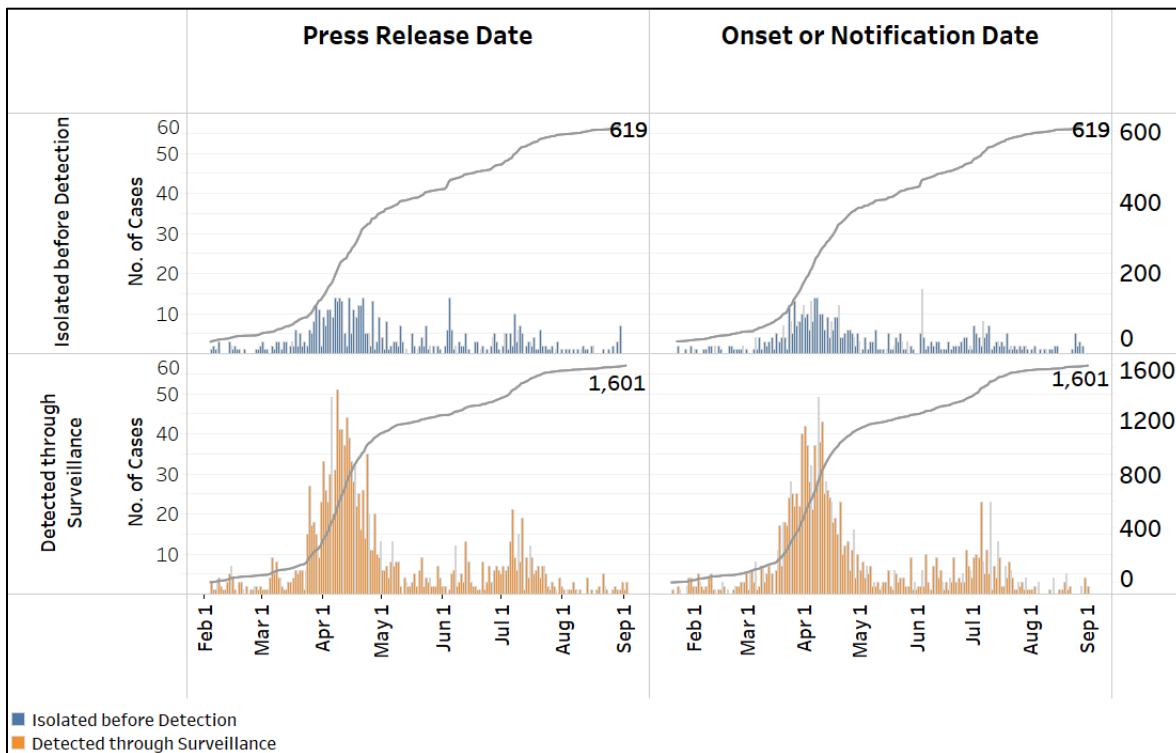 Press Release Date
Onset or Notification Date
Isolated before Detection
No. of Cases
60
50
40
30
20
10
619
619
600
400
200
0
Detected through
Surveillance
No. of Cases
60
50
40
30
20
10
1,601
1,601
1600
1200
800
400
0
Feb 1
Mar 1
Apr 1
May 1
Jun 1
Jul 1
Aug 1
Sep 1
Feb 1
Mar 1
Apr 1
May 1
Jun 1
Jul 1
Aug 1
Sep 1
Isolated before Detection
Detected through Surveillance